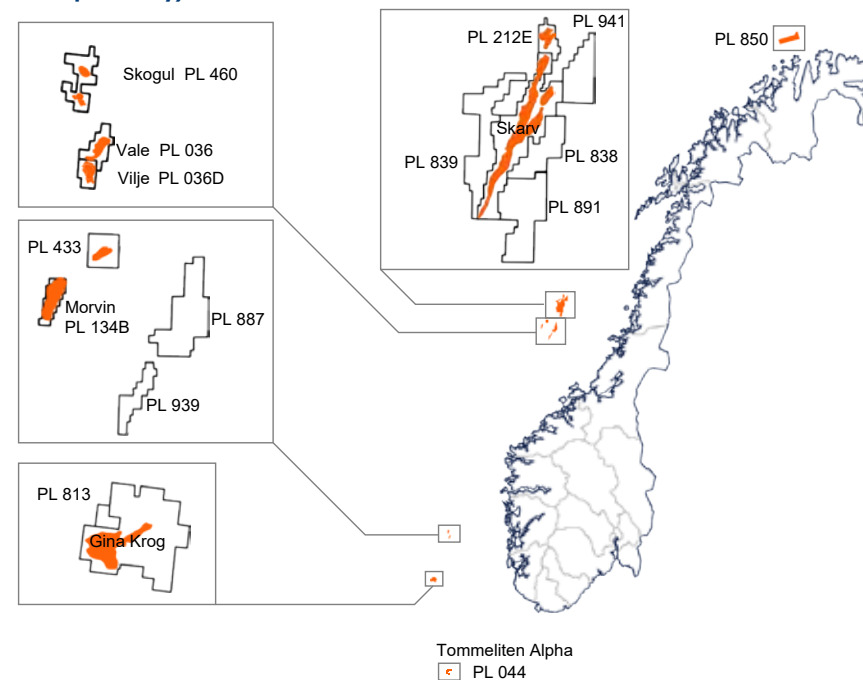 Skogul PL 460
Vale PL 036
Vilje PL 036D
PL 941
PL 212E
Skarv
PL 839
PL 838
PL 891
PL 850
PL 433
Morvin
PL 134B
PL 887
PL 939
PL 813
Gina Krog
Tommeliten Alpha
PL 044